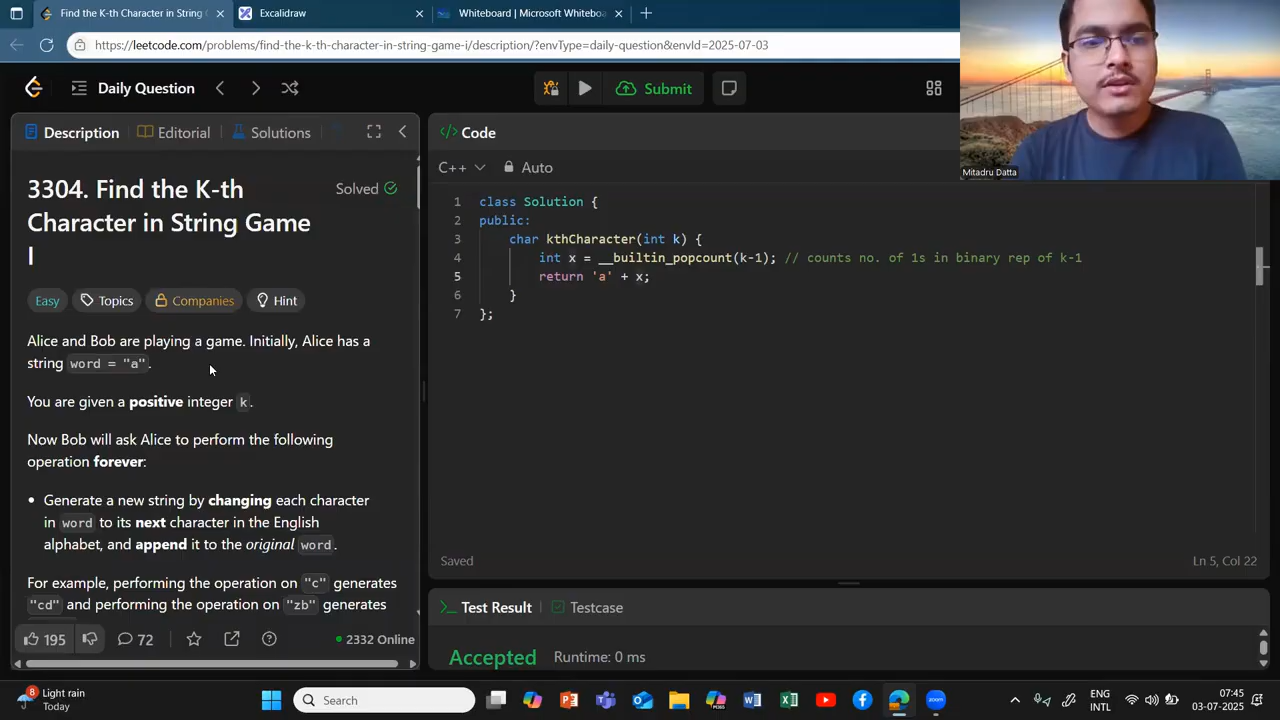 Find the K-th Character in String
Excalidraw
Whiteboard | Microsoft Whiteboa
https://leetcode.com/problems/find-the-k-th-character-in-string-game-i/description/?envType=daily-question&envId=2025-07-03
Daily Question
Submit
Description
Editorial
Solutions
Code
C++
Auto
3304. Find the K-th
Character in String Game
I
Solved
Easy
Topics
Companies
Hint
Alice and Bob are playing a game. Initially, Alice has a
string word = "a".
You are given a positive integer k.
Now Bob will ask Alice to perform the following
operation forever:
• Generate a new string by changing each character
in word to its next character in the English
alphabet, and append it to the original word.
For example, performing the operation on "c" generates
"cd" and performing the operation on "zb" generates
195
72
2332 Online
1 class Solution {
2 public:
3 char kthCharacter(int k) {
4 int x = __builtin_popcount(k-1); // counts no. of 1s in binary rep of k-1
5 return 'a' + x;
6 }
7 };
Saved
Ln 5, Col 22
Test Result
Testcase
Accepted
Runtime: 0 ms
Mitadru Datta
8
Light rain
Today
Search
zoom
ENG
INTL
07:45
03-07-2025